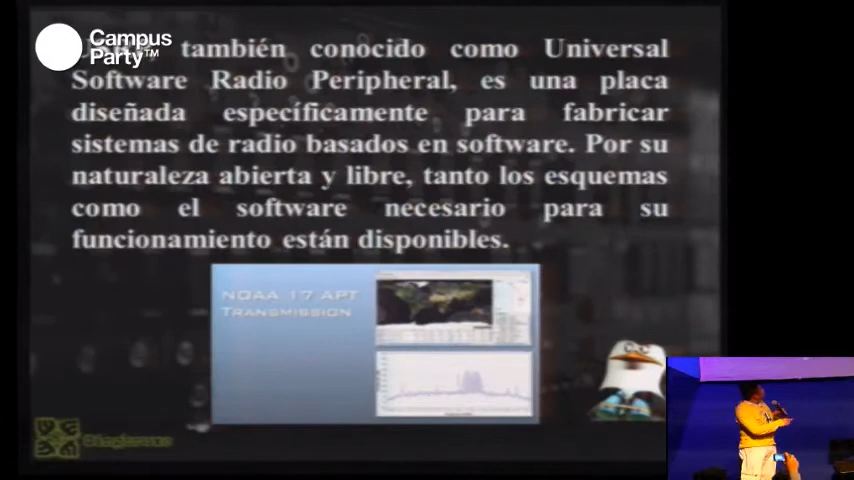 Campus
Party™
también conocido como Universal
Software Radio Peripheral, es una placa
diseñada específicamente para fabricar
sistemas de radio basados en software. Por su
naturaleza abierta y libre, tanto los esquemas
como el software necesario para su
funcionamiento están disponibles.
NOAA 17 APT
Transmission